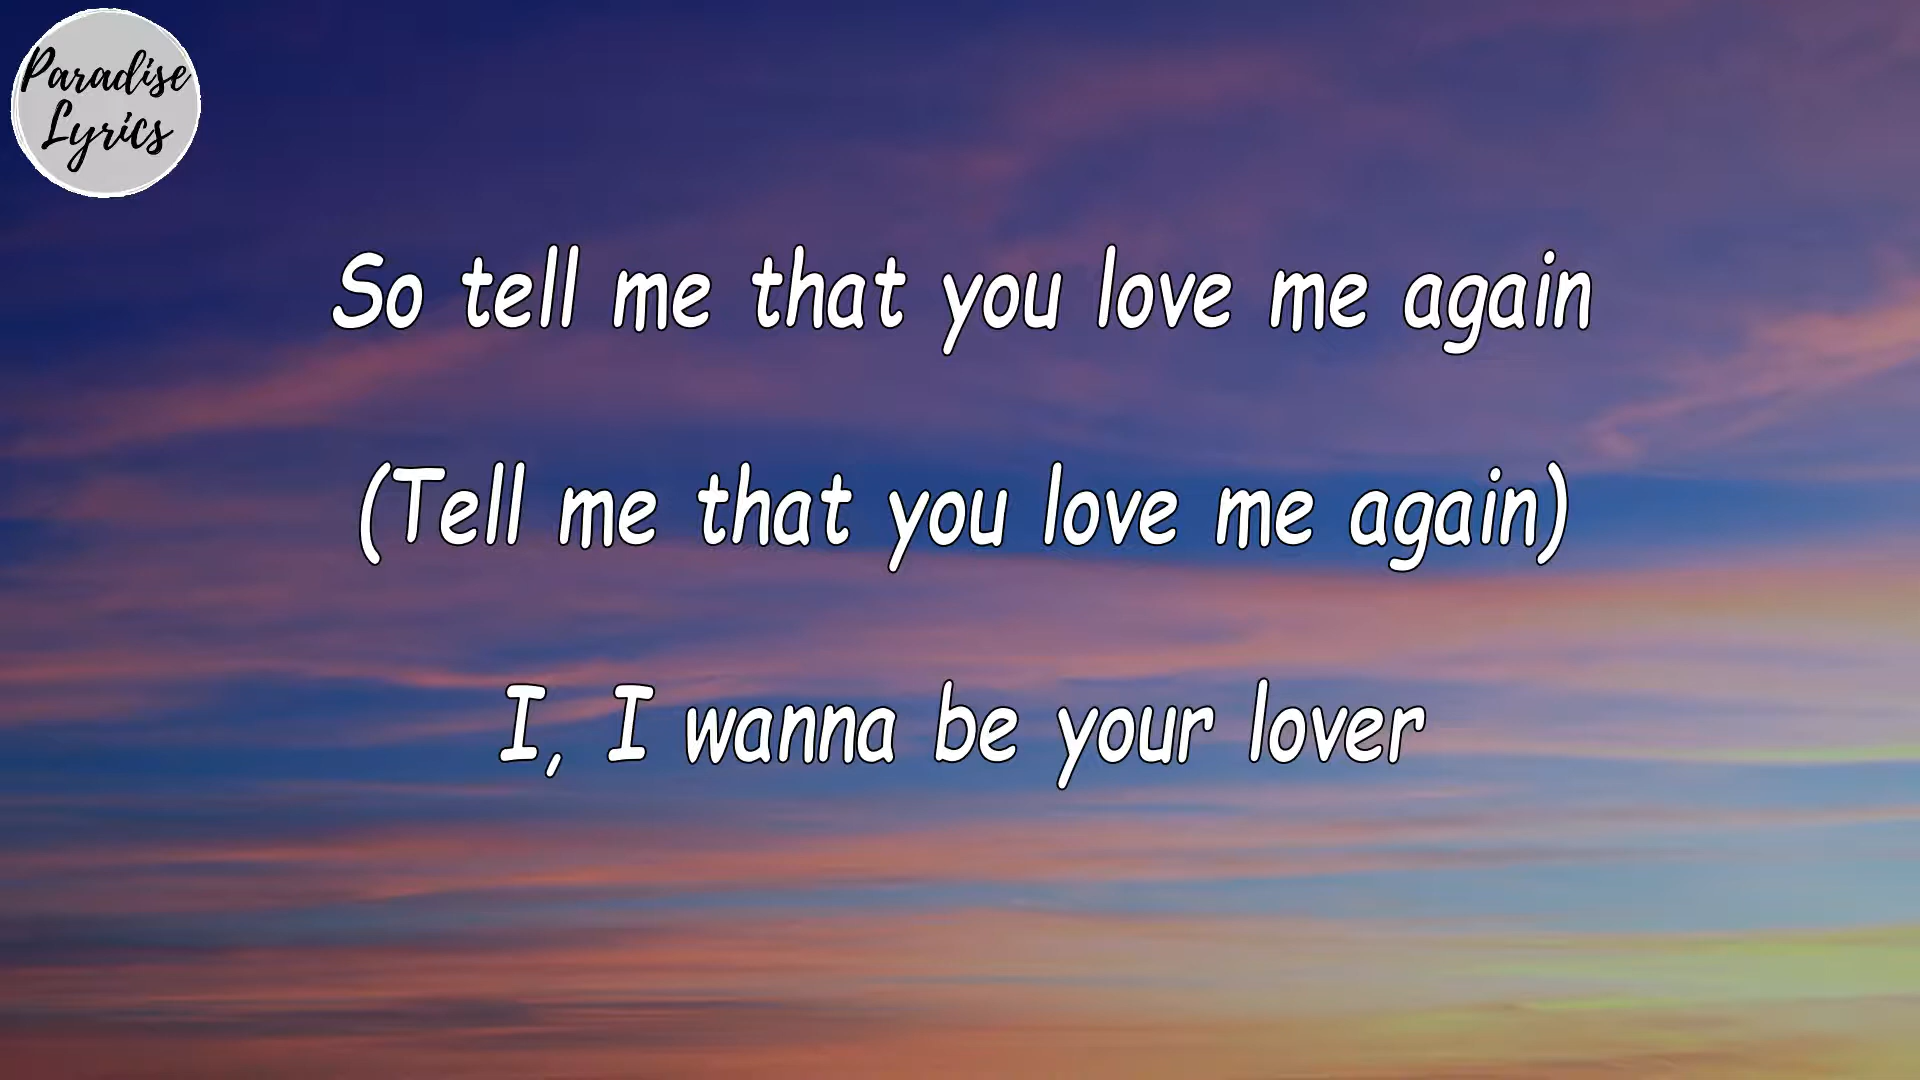 Paradise
Lyrics
So tell me that you love me again
(Tell me that you love me again)
I, I wanna be your lover